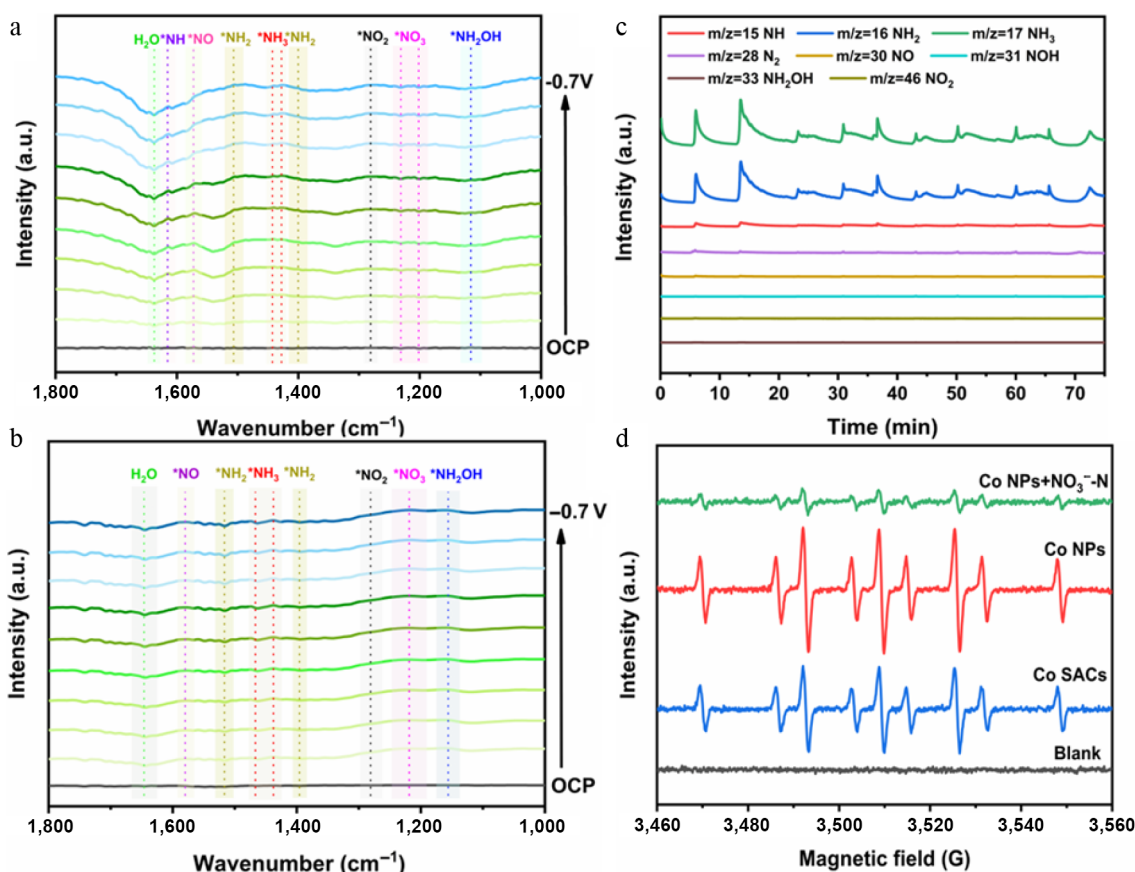 a
H₂O *NH *NO *NH₂ *NH₃ *NH₂ *NO₂ *NO₃ *NH₂OH
-0.7V
OCP
Intensity (a.u.)
1,800 1,600 1,400 1,200 1,000
Wavenumber (cm⁻¹)
c
m/z=15 NH m/z=16 NH₂ m/z=17 NH₃
m/z=28 N₂ m/z=30 NO m/z=31 NOH
m/z=33 NH₂OH m/z=46 NO₂
Intensity (a.u.)
0 10 20 30 40 50 60 70
Time (min)
b
H₂O *NO *NH₂ *NH₃ *NH₂ *NO₂ *NO₃ *NH₂OH
–0.7 V
OCP
Intensity (a.u.)
1,800 1,600 1,400 1,200 1,000
Wavenumber (cm⁻¹)
d
Co NPs+NO₃⁻-N
Co NPs
Co SACs
Blank
Intensity (a.u.)
3,460 3,480 3,500 3,520 3,540 3,560
Magnetic field (G)